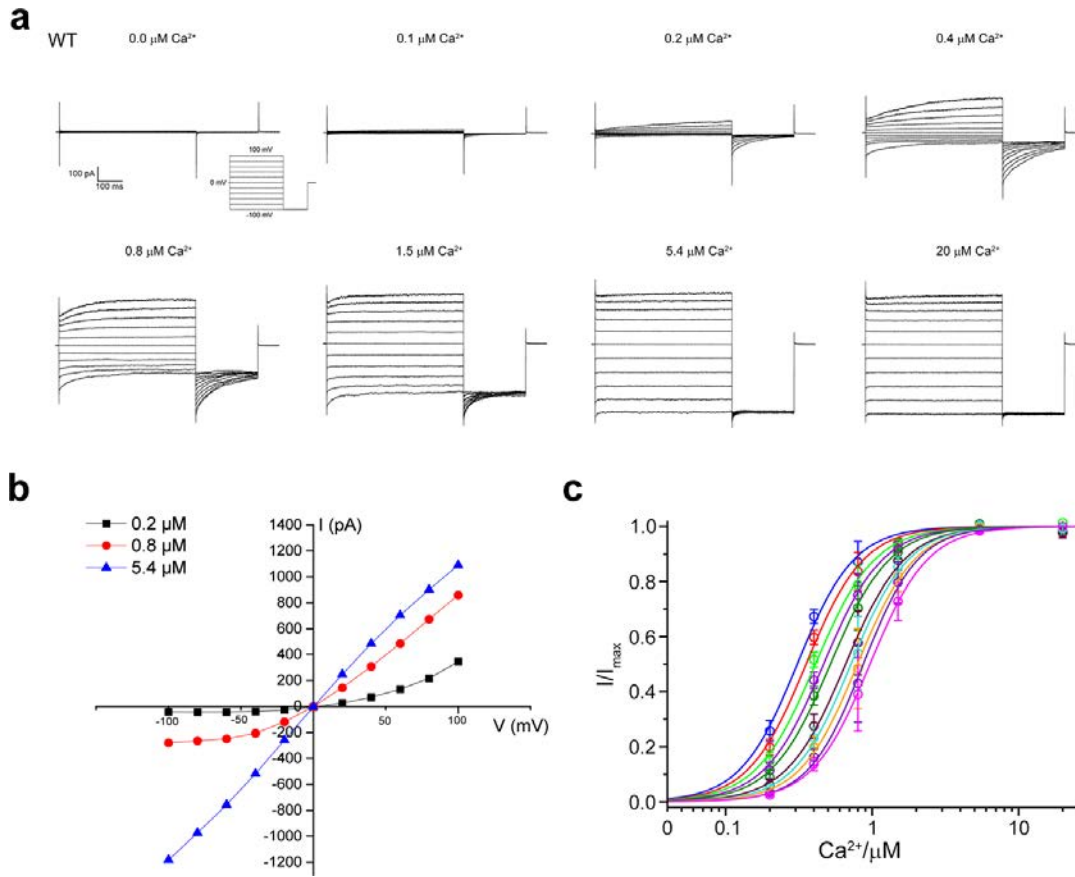 a
WT
0.0 μM Ca²⁺
0.1 μM Ca²⁺
0.2 μM Ca²⁺
0.4 μM Ca²⁺
100 pA
100 ms
100 mV
0 mV
-100 mV
0.8 μM Ca²⁺
1.5 μM Ca²⁺
5.4 μM Ca²⁺
20 μM Ca²⁺
b
0.2 μM
0.8 μM
5.4 μM
I (pA)
1400
1200
1000
800
600
400
200
0
-200
-400
-600
-800
-1000
-1200
-100
-50
50
100
V (mV)
c
I/Imax
1.0
0.8
0.6
0.4
0.2
0.0
0
0.1
1
10
Ca²⁺/μM